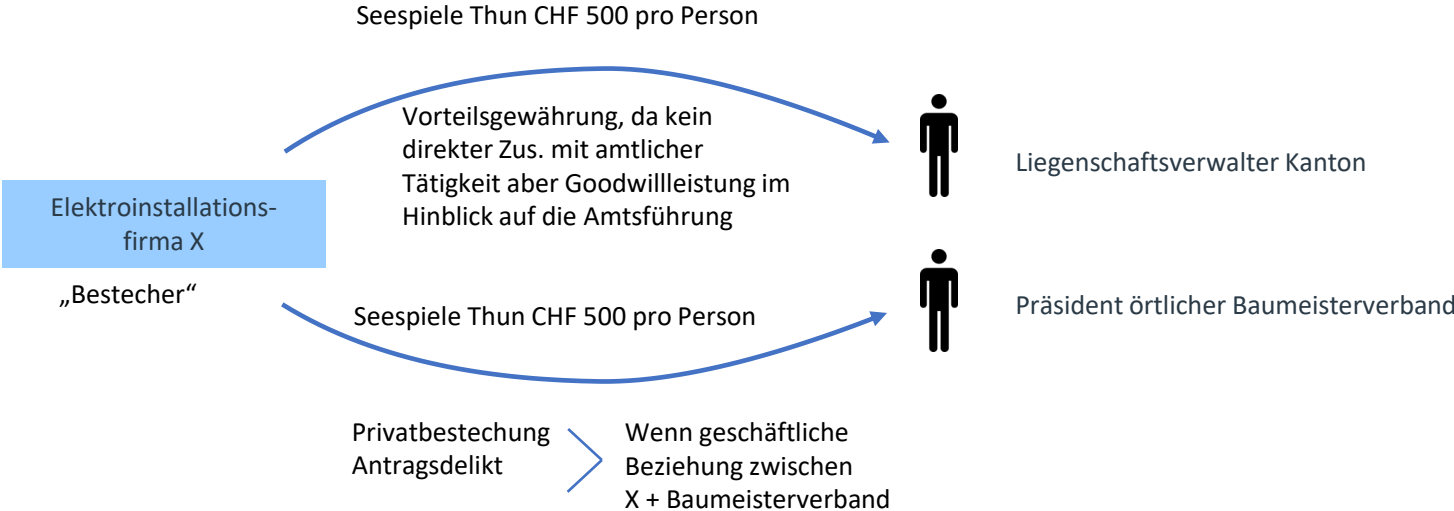 Seespiele Thun CHF 500 pro Person
Vorteilsgewährung, da kein
direkter Zus. mit amtlicher
Tätigkeit aber Goodwillleistung im
Hinblick auf die Amtsführung
Liegenschaftsverwalter Kanton
Elektroinstallations-
firma X
„Bestecher“
Seespiele Thun CHF 500 pro Person
Präsident örtlicher Baumeisterverband
Privatbestechung
Antragsdelikt
Wenn geschäftliche
Beziehung zwischen
X + Baumeisterverband